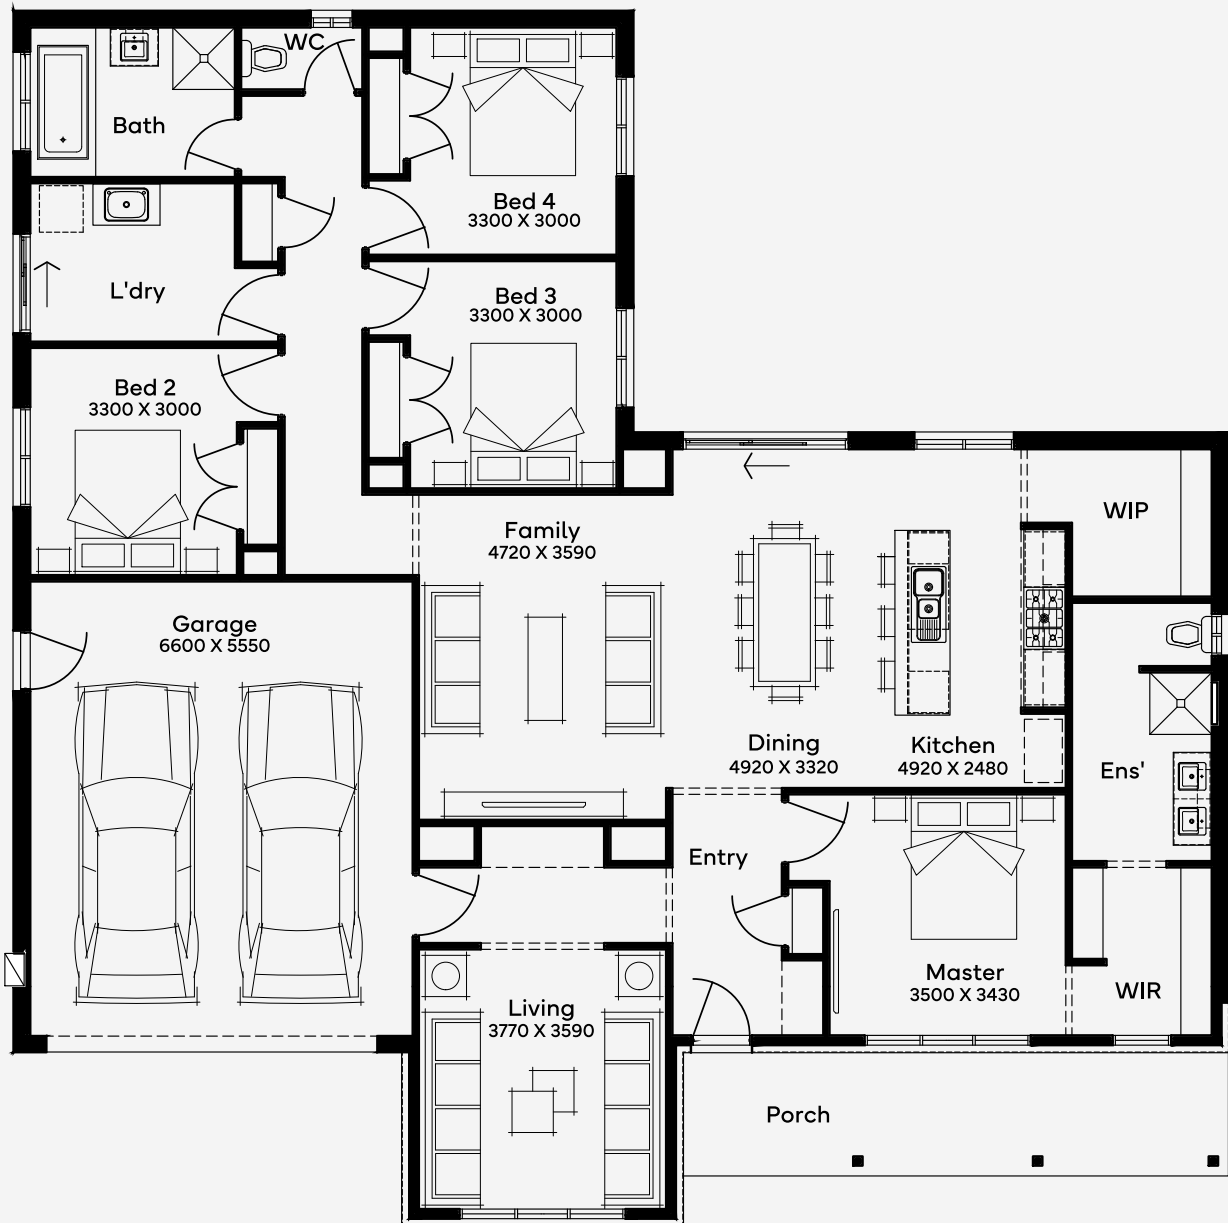 WC
Bath
Bed 4
3300 X 3000
L'dry
Bed 3
3300 X 3000
Bed 2
3300 X 3000
WIP
Family
4720 X 3590
Garage
6600 X 5550
Dining
4920 X 3320
Kitchen
4920 X 2480
Ens'
Entry
Master
3500 X 3430
WIR
Living
3770 X 3590
Porch